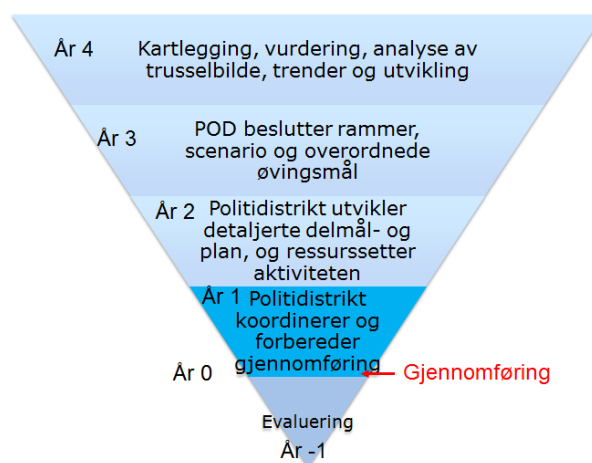 År 4
Kartlegging, vurdering, analyse av
trusselbilde, trender og utvikling
År 3
POD beslutter rammer,
scenario og overordnede
øvingsmål
År 2
Politidistrikt utvikler
detaljerte delmål- og
plan, og ressurssetter
aktiviteten
År 1
Politidistrikt
koordinerer og
forbereder
gjennomføring
År 0
Gjennomføring
Evaluering
År -1